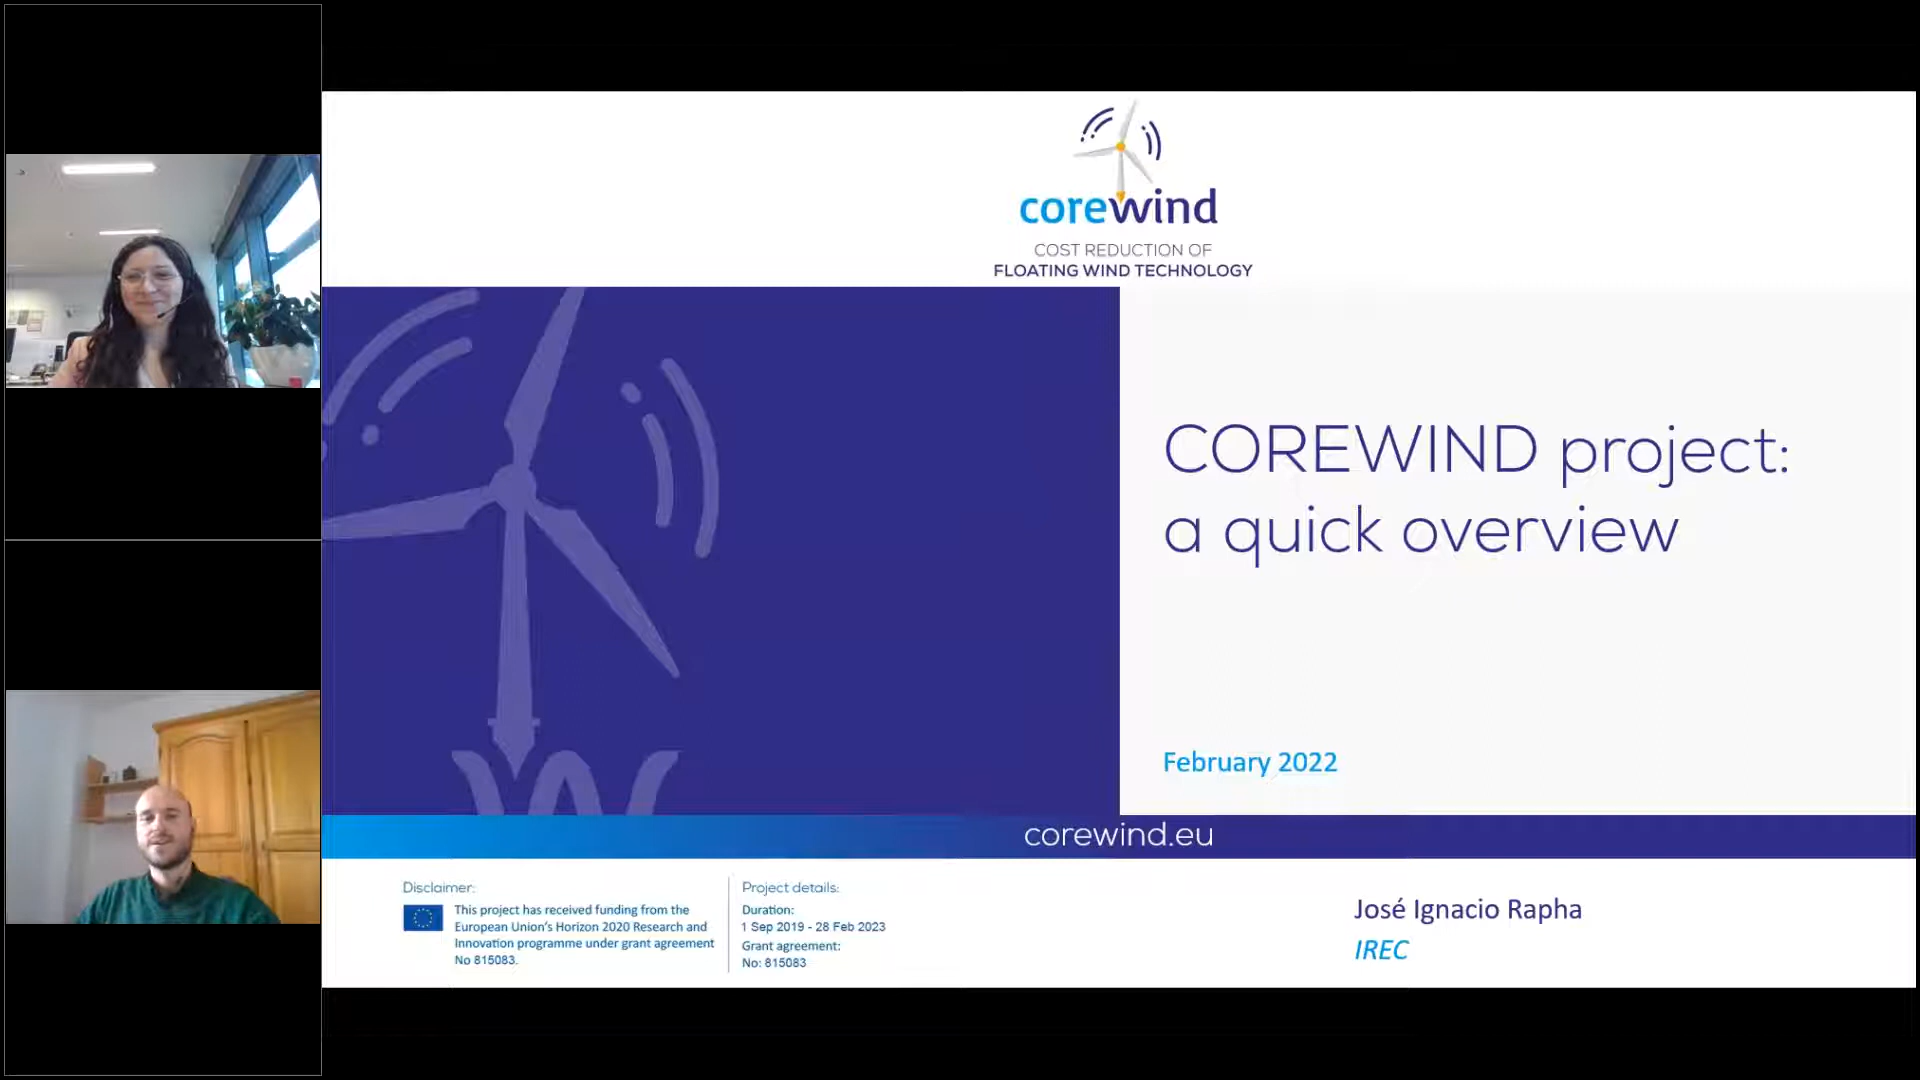 corewind
COST REDUCTION OF
FLOATING WIND TECHNOLOGY
COREWIND project:
a quick overview
February 2022
corewind.eu
Disclaimer:
This project has received funding from the
European Union's Horizon 2020 Research and
Innovation programme under grant agreement
No 815083.
Project details:
Duration:
1 Sep 2019 - 28 Feb 2023
Grant agreement:
No: 815083
José Ignacio Rapha
IREC